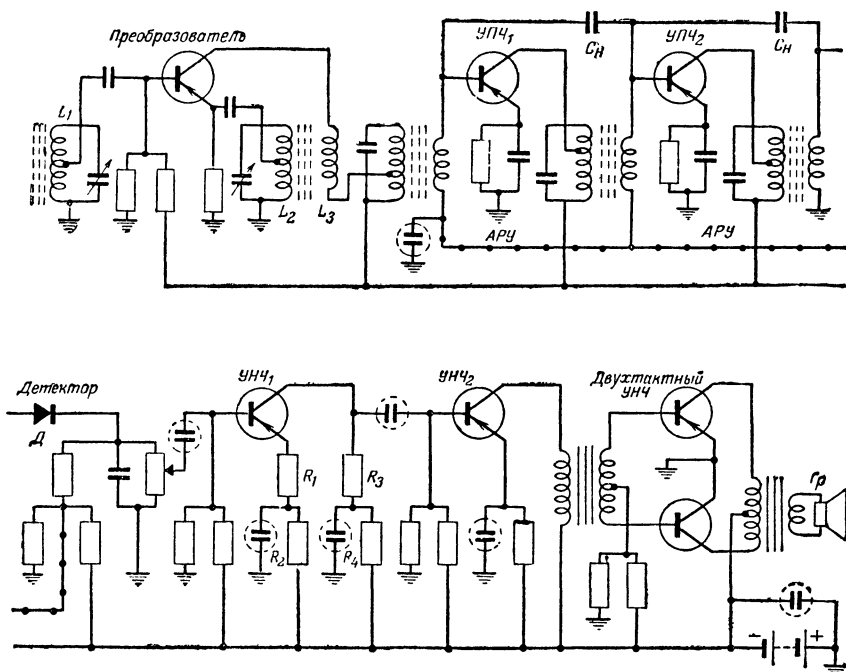 Преобразователь
УПЧ₁
Cн
УПЧ₂
Cн
L₁
L₂
L₃
АРУ
АРУ
Детектор
Д
УНЧ₁
R₁
R₂
R₃
R₄
УНЧ₂
Двухтактный
УНЧ
Гр
- +